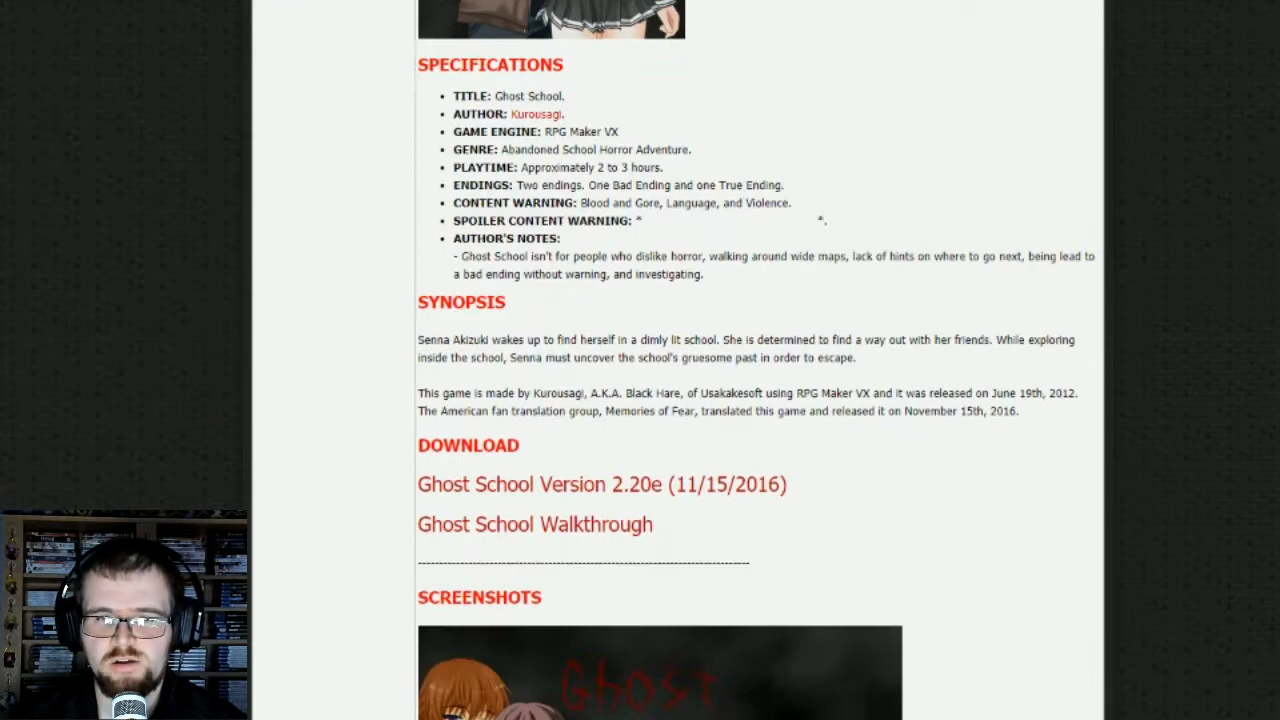 SPECIFICATIONS
• TITLE: Ghost School.
• AUTHOR: Kurousagi.
• GAME ENGINE: RPG Maker VX
• GENRE: Abandoned School Horror Adventure.
• PLAYTIME: Approximately 2 to 3 hours.
• ENDINGS: Two endings. One Bad Ending and one True Ending.
• CONTENT WARNING: Blood and Gore, Language, and Violence.
• SPOILER CONTENT WARNING: * *.
• AUTHOR'S NOTES:
- Ghost School isn't for people who dislike horror, walking around wide maps, lack of hints on where to go next, being lead to
a bad ending without warning, and investigating.
SYNOPSIS
Senna Akizuki wakes up to find herself in a dimly lit school. She is determined to find a way out with her friends. While exploring
inside the school, Senna must uncover the school's gruesome past in order to escape.
This game is made by Kurousagi, A.K.A. Black Hare, of Usakakesoft using RPG Maker VX and it was released on June 19th, 2012.
The American fan translation group, Memories of Fear, translated this game and released it on November 15th, 2016.
DOWNLOAD
Ghost School Version 2.20e (11/15/2016)
Ghost School Walkthrough
--------------------------------------------------------------------------------
SCREENSHOTS
Ghost